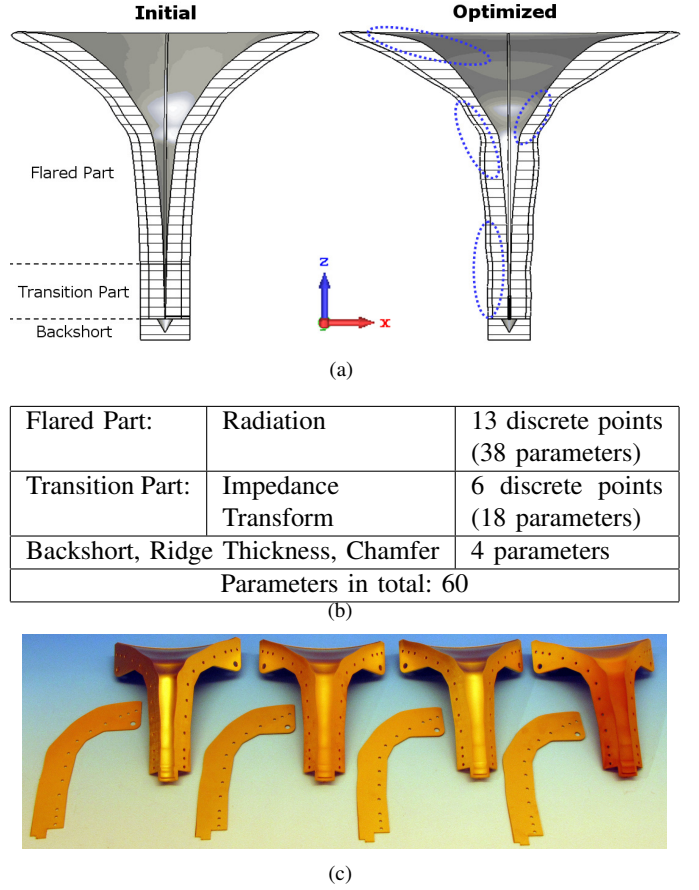 Initial
Optimized
Flared Part
Transition Part
Backshort
z
x
(a)
Flared Part: Radiation 13 discrete points
(38 parameters)
Transition Part: Impedance 6 discrete points
Transform (18 parameters)
Backshort, Ridge Thickness, Chamfer 4 parameters
Parameters in total: 60
(b)
(c)